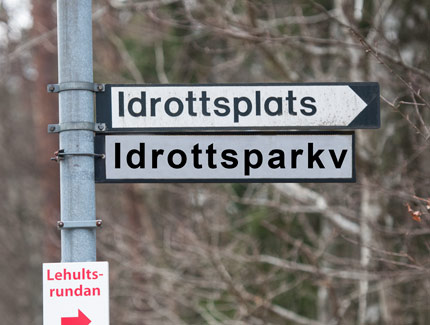 Idrottsplats
Idrottsparkv
Lehults-
rundan